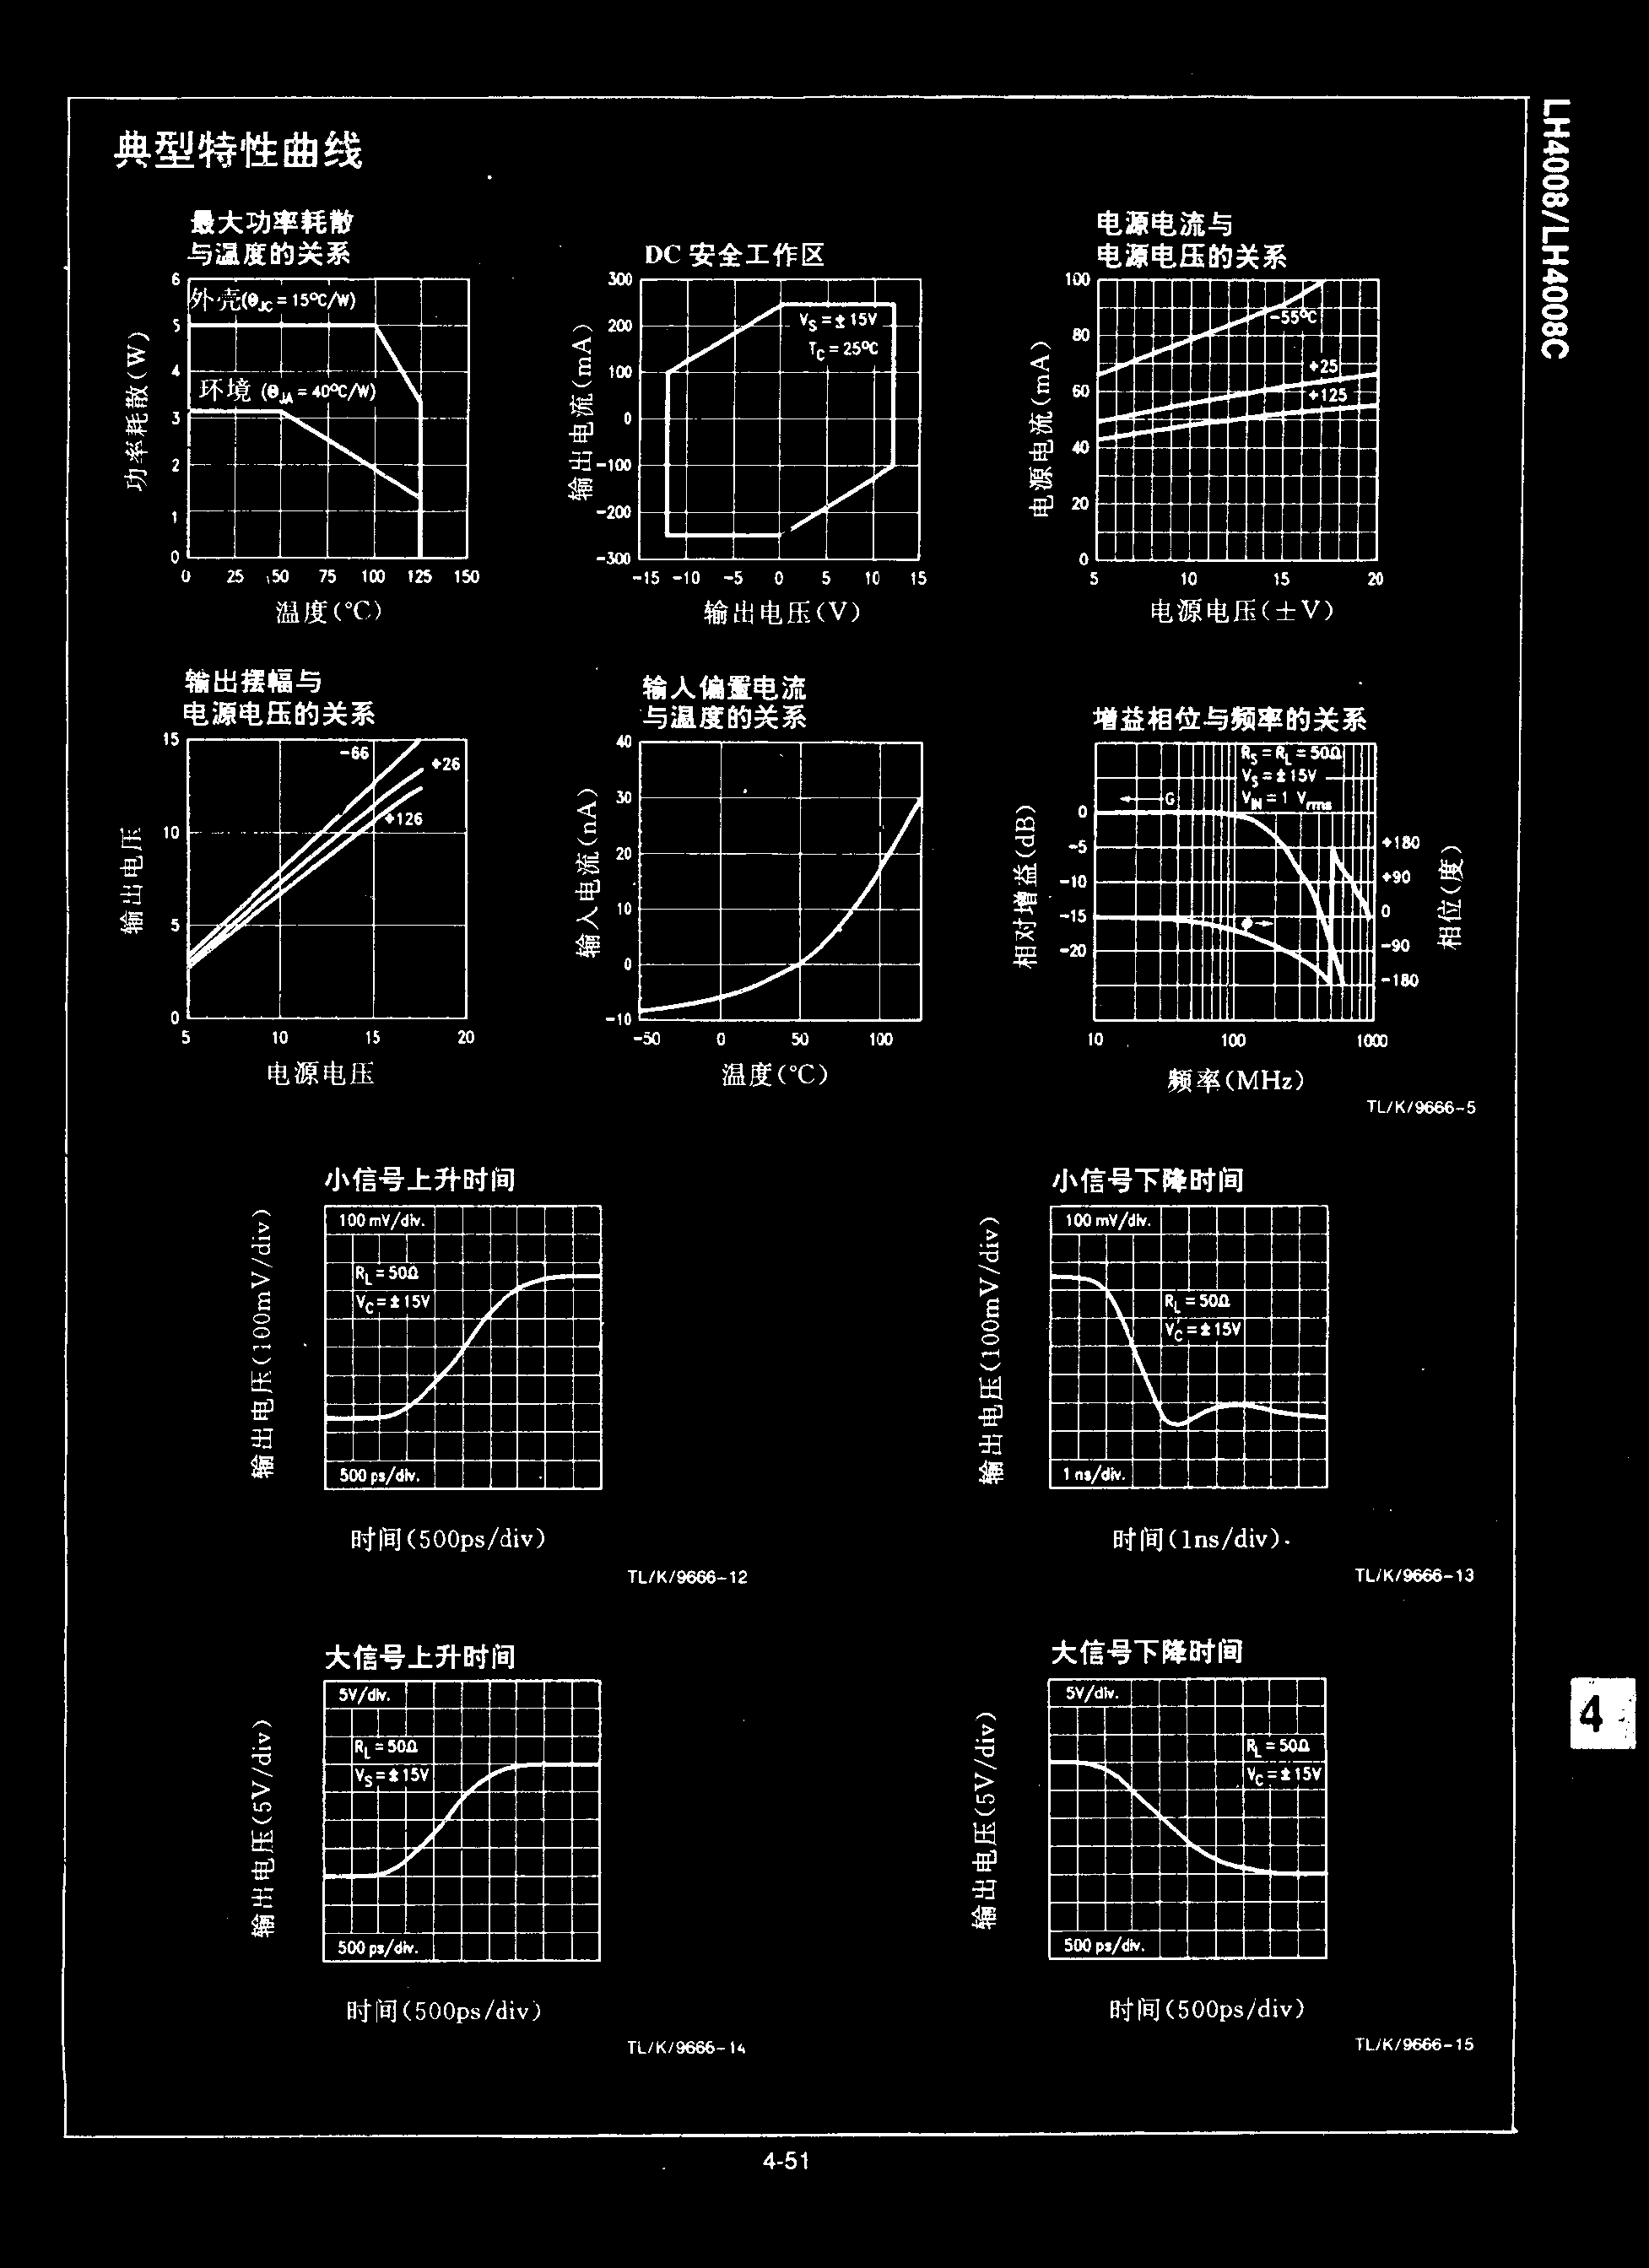 LH4008/LH4008C
典型特性曲线
最大功率耗散
与温度的关系
功率耗散(W)
6
5
4
3
2
1
0
外壳(θJC = 15°C/W)
环境 (θJA = 40°C/W)
0 25 50 75 100 125 150
温度(°C)
DC 安全工作区
输出电流(mA)
300
200
100
0
-100
-200
-300
VS = ± 15V
TC = 25°C
-15 -10 -5 0 5 10 15
输出电压(V)
电源电流与
电源电压的关系
电源电流(mA)
100
80
60
40
20
0
-55°C
+25
+125
5 10 15 20
电源电压(±V)
输出摆幅与
电源电压的关系
输出电压
15
10
5
0
-66
+26
+126
5 10 15 20
电源电压
输入偏置电流
与温度的关系
输入电流(nA)
40
30
20
10
0
-10
-50 0 50 100
温度(°C)
增益相位与频率的关系
相对增益(dB)
0
-5
-10
-15
-20
RS = RL = 50Ω
VS = ± 15V
VIN = 1 Vrms
G
ϕ
+180
+90
0
-90
-180
相位(度)
10 100 1000
频率(MHz)
TL/K/9666-5
小信号上升时间
输出电压(100mV/div)
100 mV/div.
RL = 50Ω
VC = ± 15V
500 ps/div.
时间(500ps/div)
TL/K/9666-12
小信号下降时间
输出电压(100mV/div)
100 mV/div.
RL = 50Ω
VC = ± 15V
1 ns/div.
时间(1ns/div).
TL/K/9666-13
大信号上升时间
输出电压(5V/div)
5V/div.
RL = 50Ω
VS = ± 15V
500 ps/div.
时间(500ps/div)
TL/K/9666-14
大信号下降时间
输出电压(5V/div)
5V/div.
RL = 50Ω
VC = ± 15V
500 ps/div.
时间(500ps/div)
TL/K/9666-15
4
4-51